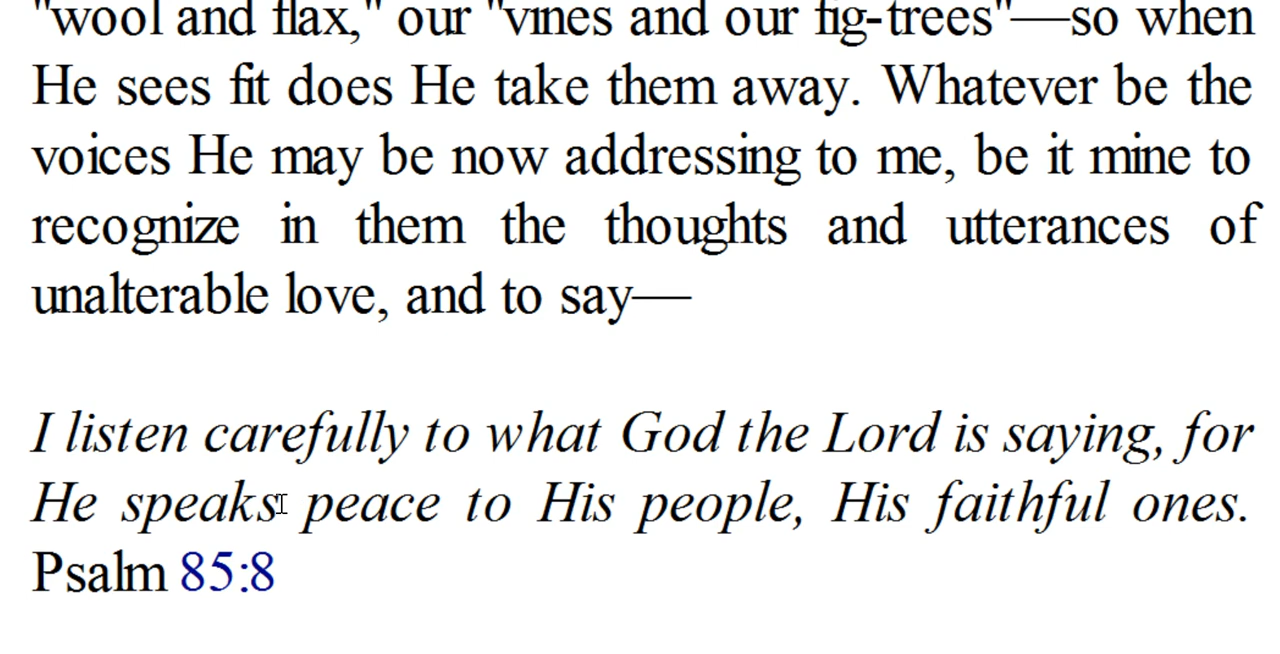 "wool and flax," our "vines and our fig-trees"—so when
He sees fit does He take them away. Whatever be the
voices He may be now addressing to me, be it mine to
recognize in them the thoughts and utterances of
unalterable love, and to say—
I listen carefully to what God the Lord is saying, for
He speaks peace to His people, His faithful ones.
Psalm 85:8